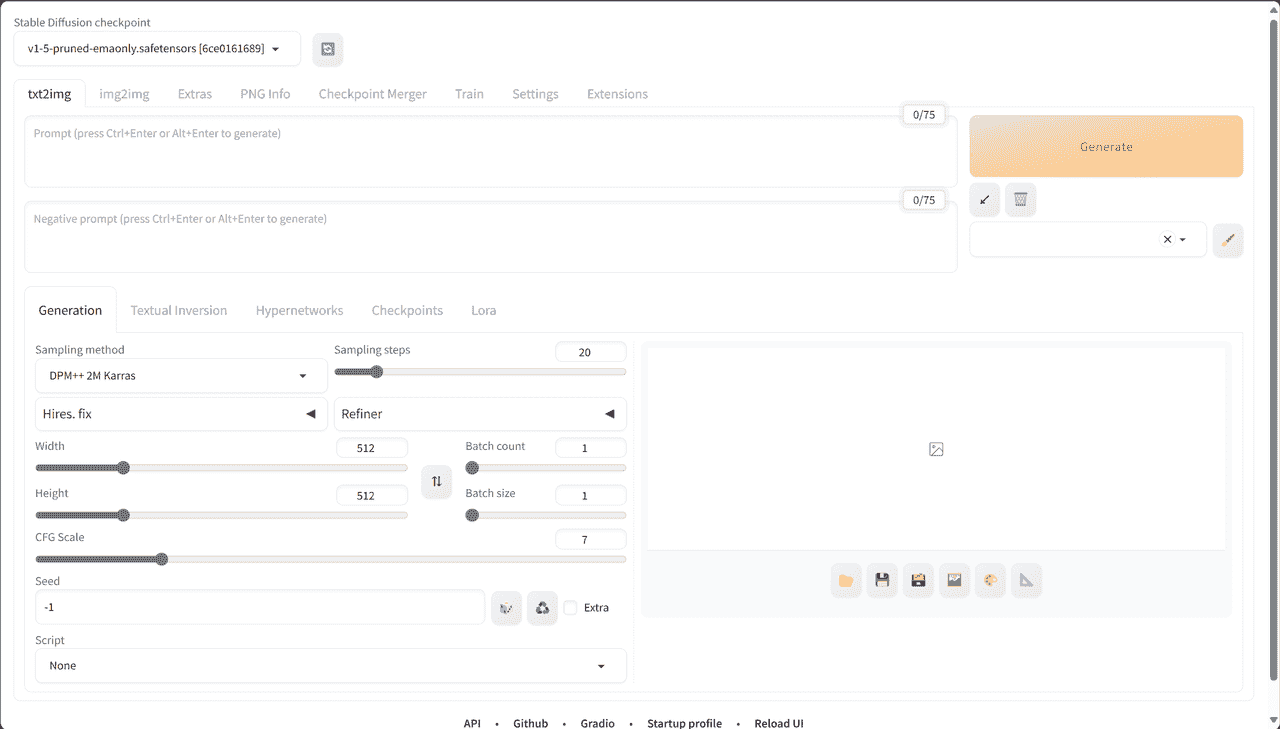 Stable Diffusion checkpoint
v1-5-pruned-emaonly.safetensors [6ce0161689]
txt2img img2img Extras PNG Info Checkpoint Merger Train Settings Extensions
0/75
Prompt (press Ctrl+Enter or Alt+Enter to generate)
Generate
0/75
Negative prompt (press Ctrl+Enter or Alt+Enter to generate)
Generation Textual Inversion Hypernetworks Checkpoints Lora
Sampling method
DPM++ 2M Karras
Sampling steps 20
Hires. fix
Refiner
Width 512
Batch count 1
Height 512
Batch size 1
CFG Scale 7
Seed
-1
Extra
Script
None
API • Github • Gradio • Startup profile • Reload UI